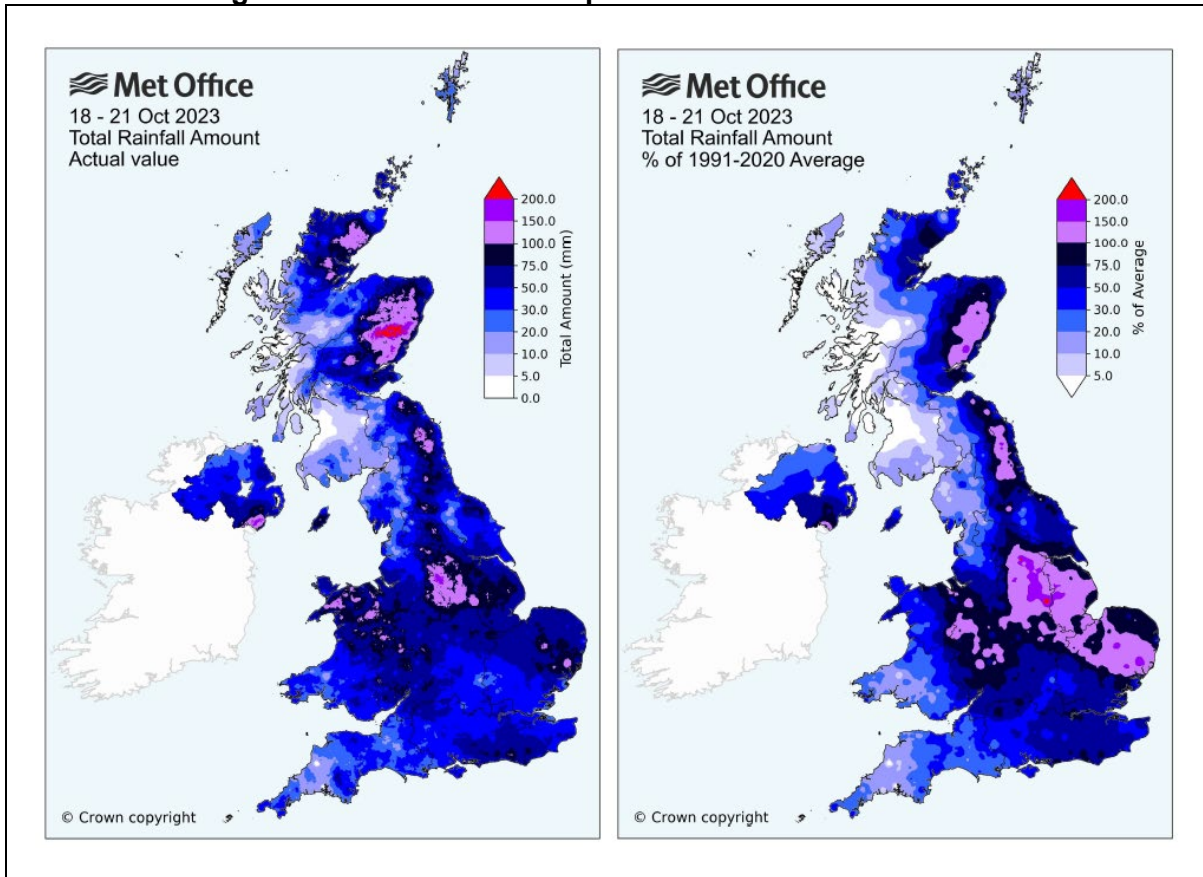 Met Office
18 - 21 Oct 2023
Total Rainfall Amount
Actual value
200.0
150.0
100.0
75.0
50.0
30.0
20.0
10.0
5.0
0.0
Total Amount (mm)
© Crown copyright
Met Office
18 - 21 Oct 2023
Total Rainfall Amount
% of 1991-2020 Average
200.0
150.0
100.0
75.0
50.0
30.0
20.0
10.0
5.0
% of Average
© Crown copyright